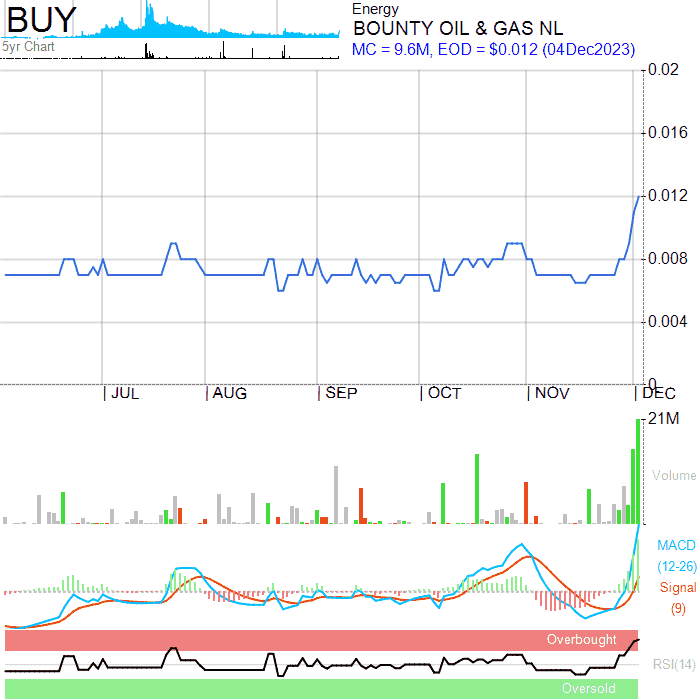 BUY
5yr Chart
Energy
BOUNTY OIL & GAS NL
MC = 9.6M, EOD = $0.012 (04Dec2023)
0.02
0.016
0.012
0.008
0.004
0
JUL AUG SEP OCT NOV DEC
21M
Volume
MACD
(12-26)
Signal
(9)
Overbought
RSI(14)
Oversold